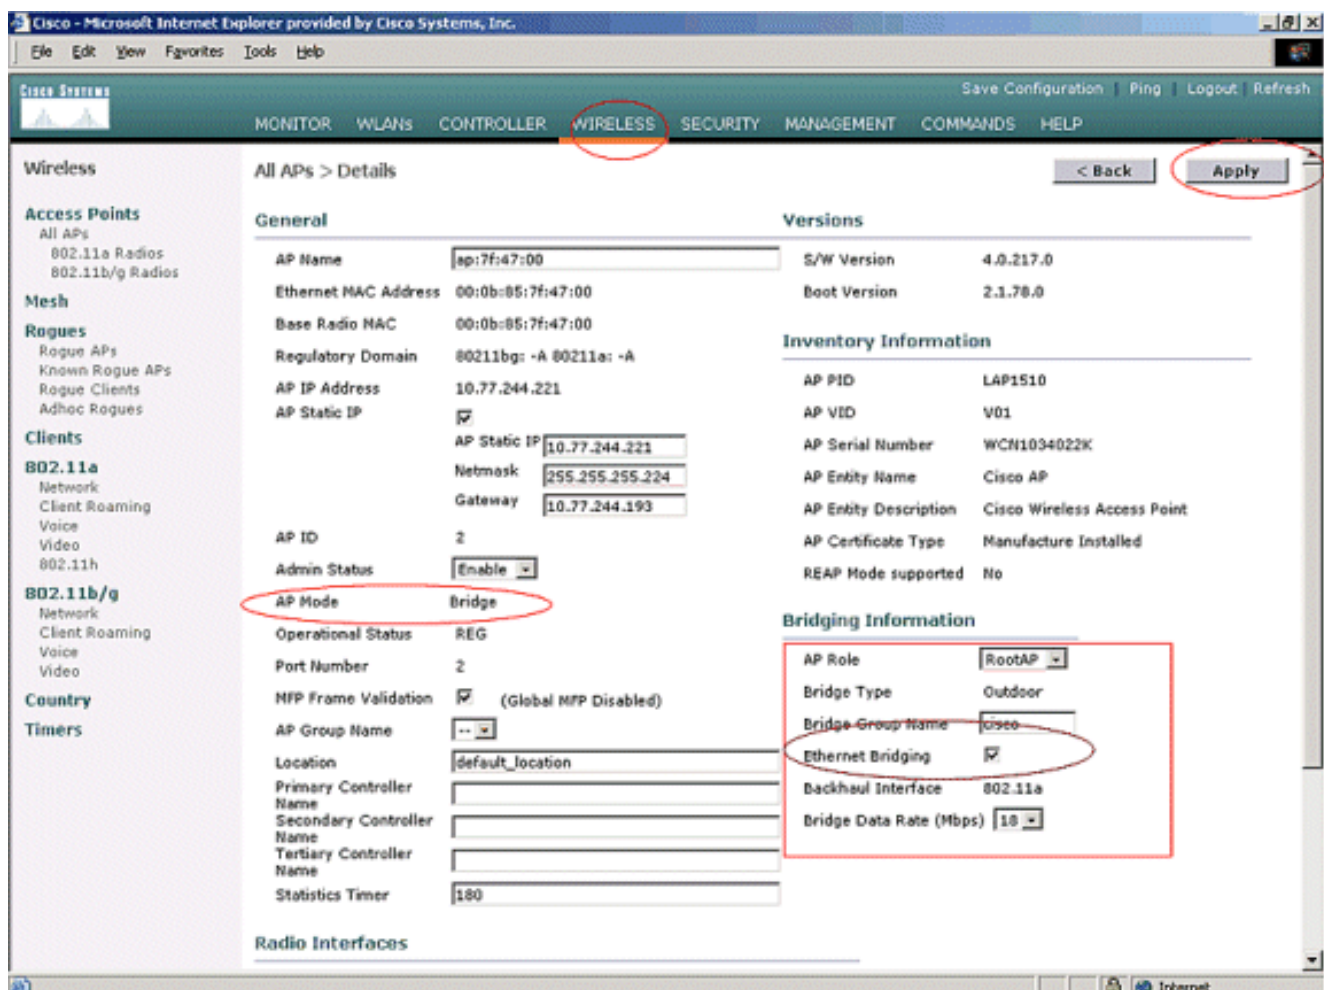 Cisco - Microsoft Internet Explorer provided by Cisco Systems, Inc.
File Edit View Favorites Tools Help
Cisco Systems
Save Configuration | Ping | Logout | Refresh
MONITOR WLANs CONTROLLER WIRELESS SECURITY MANAGEMENT COMMANDS HELP
Wireless
Access Points
All APs
802.11a Radios
802.11b/g Radios
Mesh
Rogues
Rogue APs
Known Rogue APs
Rogue Clients
Adhoc Rogues
Clients
802.11a
Network
Client Roaming
Voice
Video
802.11h
802.11b/g
Network
Client Roaming
Voice
Video
Country
Timers
All APs > Details
< Back
Apply
General
AP Name ap:7f:47:00
Ethernet MAC Address 00:0b:85:7f:47:00
Base Radio MAC 00:0b:85:7f:47:00
Regulatory Domain 80211bg: -A 80211a: -A
AP IP Address 10.77.244.221
AP Static IP
AP Static IP 10.77.244.221
Netmask 255.255.255.224
Gateway 10.77.244.193
AP ID 2
Admin Status Enable
AP Mode Bridge
Operational Status REG
Port Number 2
MFP Frame Validation (Global MFP Disabled)
AP Group Name --
Location default_location
Primary Controller
Name
Secondary Controller
Name
Tertiary Controller
Name
Statistics Timer 180
Radio Interfaces
Versions
S/W Version 4.0.217.0
Boot Version 2.1.78.0
Inventory Information
AP PID LAP1510
AP VID V01
AP Serial Number WCN1034022K
AP Entity Name Cisco AP
AP Entity Description Cisco Wireless Access Point
AP Certificate Type Manufacture Installed
REAP Mode supported No
Bridging Information
AP Role RootAP
Bridge Type Outdoor
Bridge Group Name cisco
Ethernet Bridging
Backhaul Interface 802.11a
Bridge Data Rate (Mbps) 18
Internet